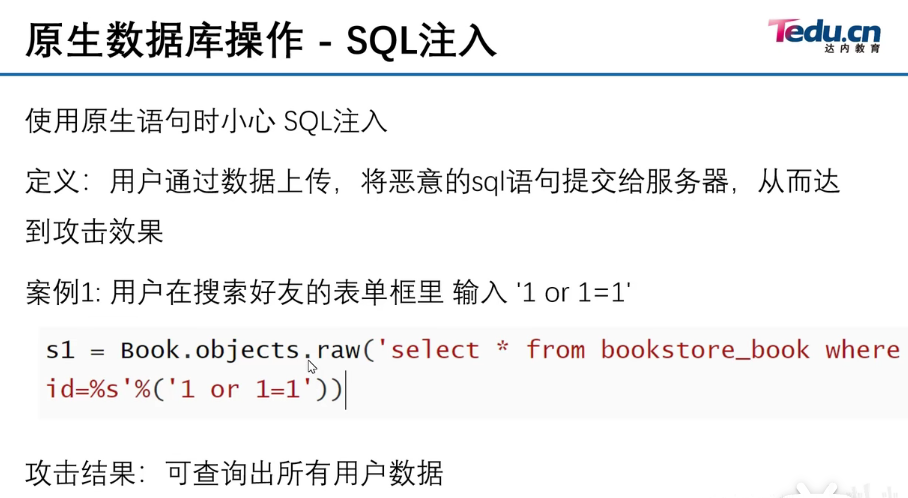 原生数据库操作 - SQL注入
Tedu.cn
达内教育
使用原生语句时小心 SQL注入
定义：用户通过数据上传，将恶意的sql语句提交给服务器，从而达
到攻击效果
案例1: 用户在搜索好友的表单框里 输入 '1 or 1=1'
s1 = Book.objects.raw('select * from bookstore_book where
id=%s'%('1 or 1=1'))
攻击结果：可查询出所有用户数据